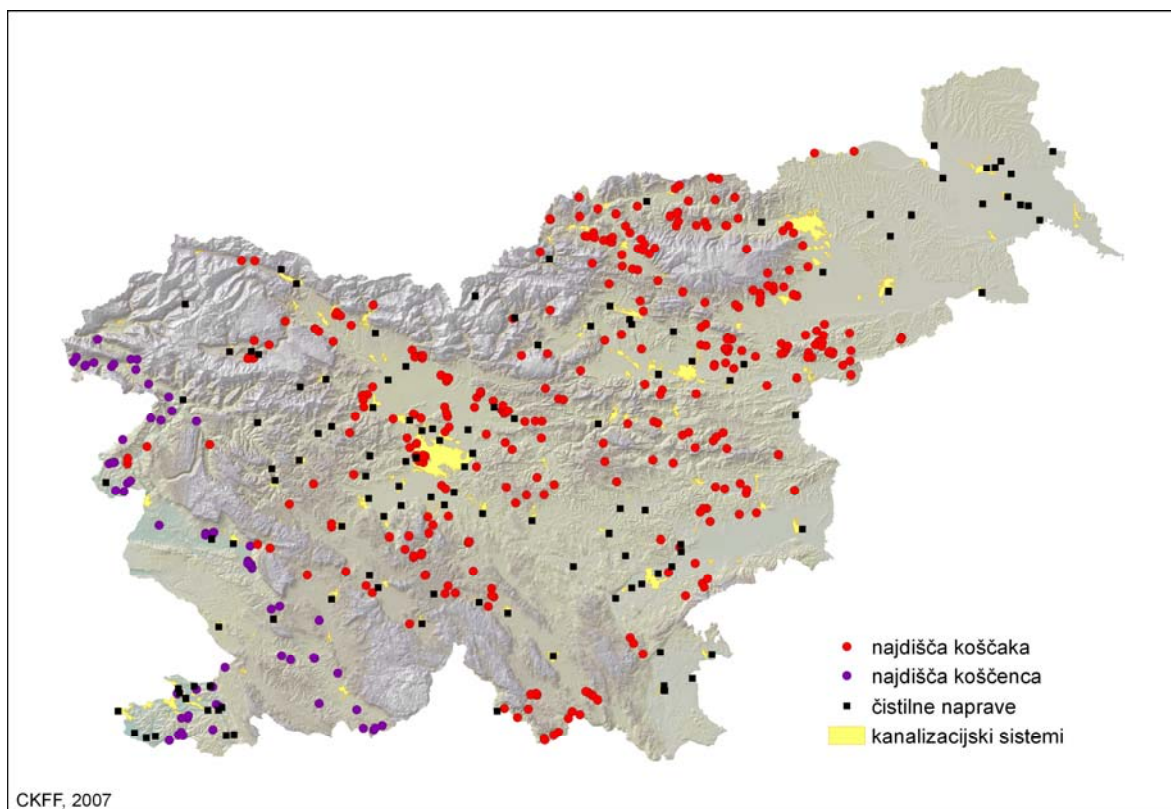 najdišča koščaka
najdišča koščenca
čistilne naprave
kanalizacijski sistemi
CKFF, 2007